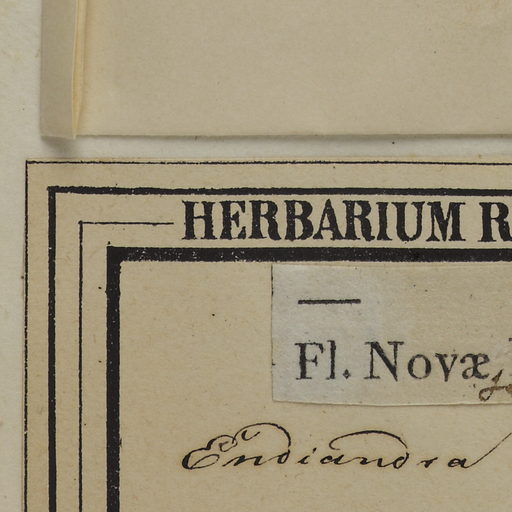 HERBARIUM R
Fl. Novæ
Endiandra